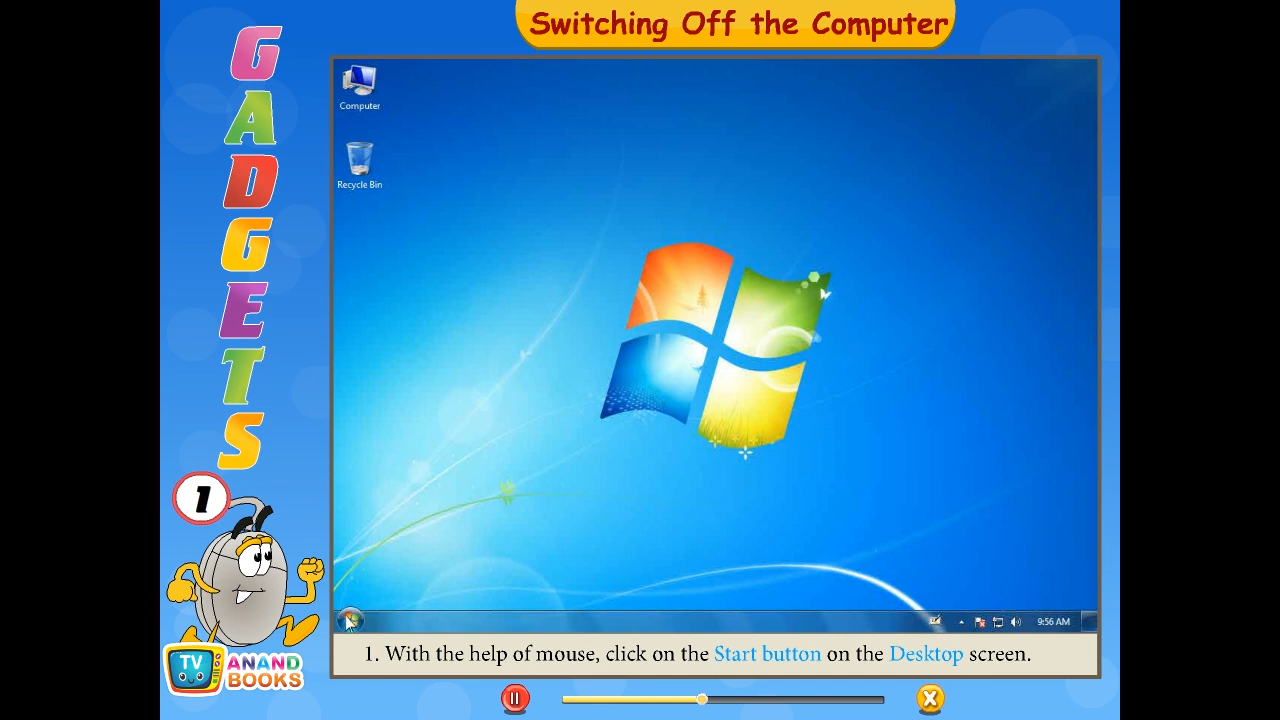 Switching Off the Computer
GADGETS
1
Computer
Recycle Bin
9:56 AM
1. With the help of mouse, click on the Start button on the Desktop screen.
TV
ANAND
BOOKS